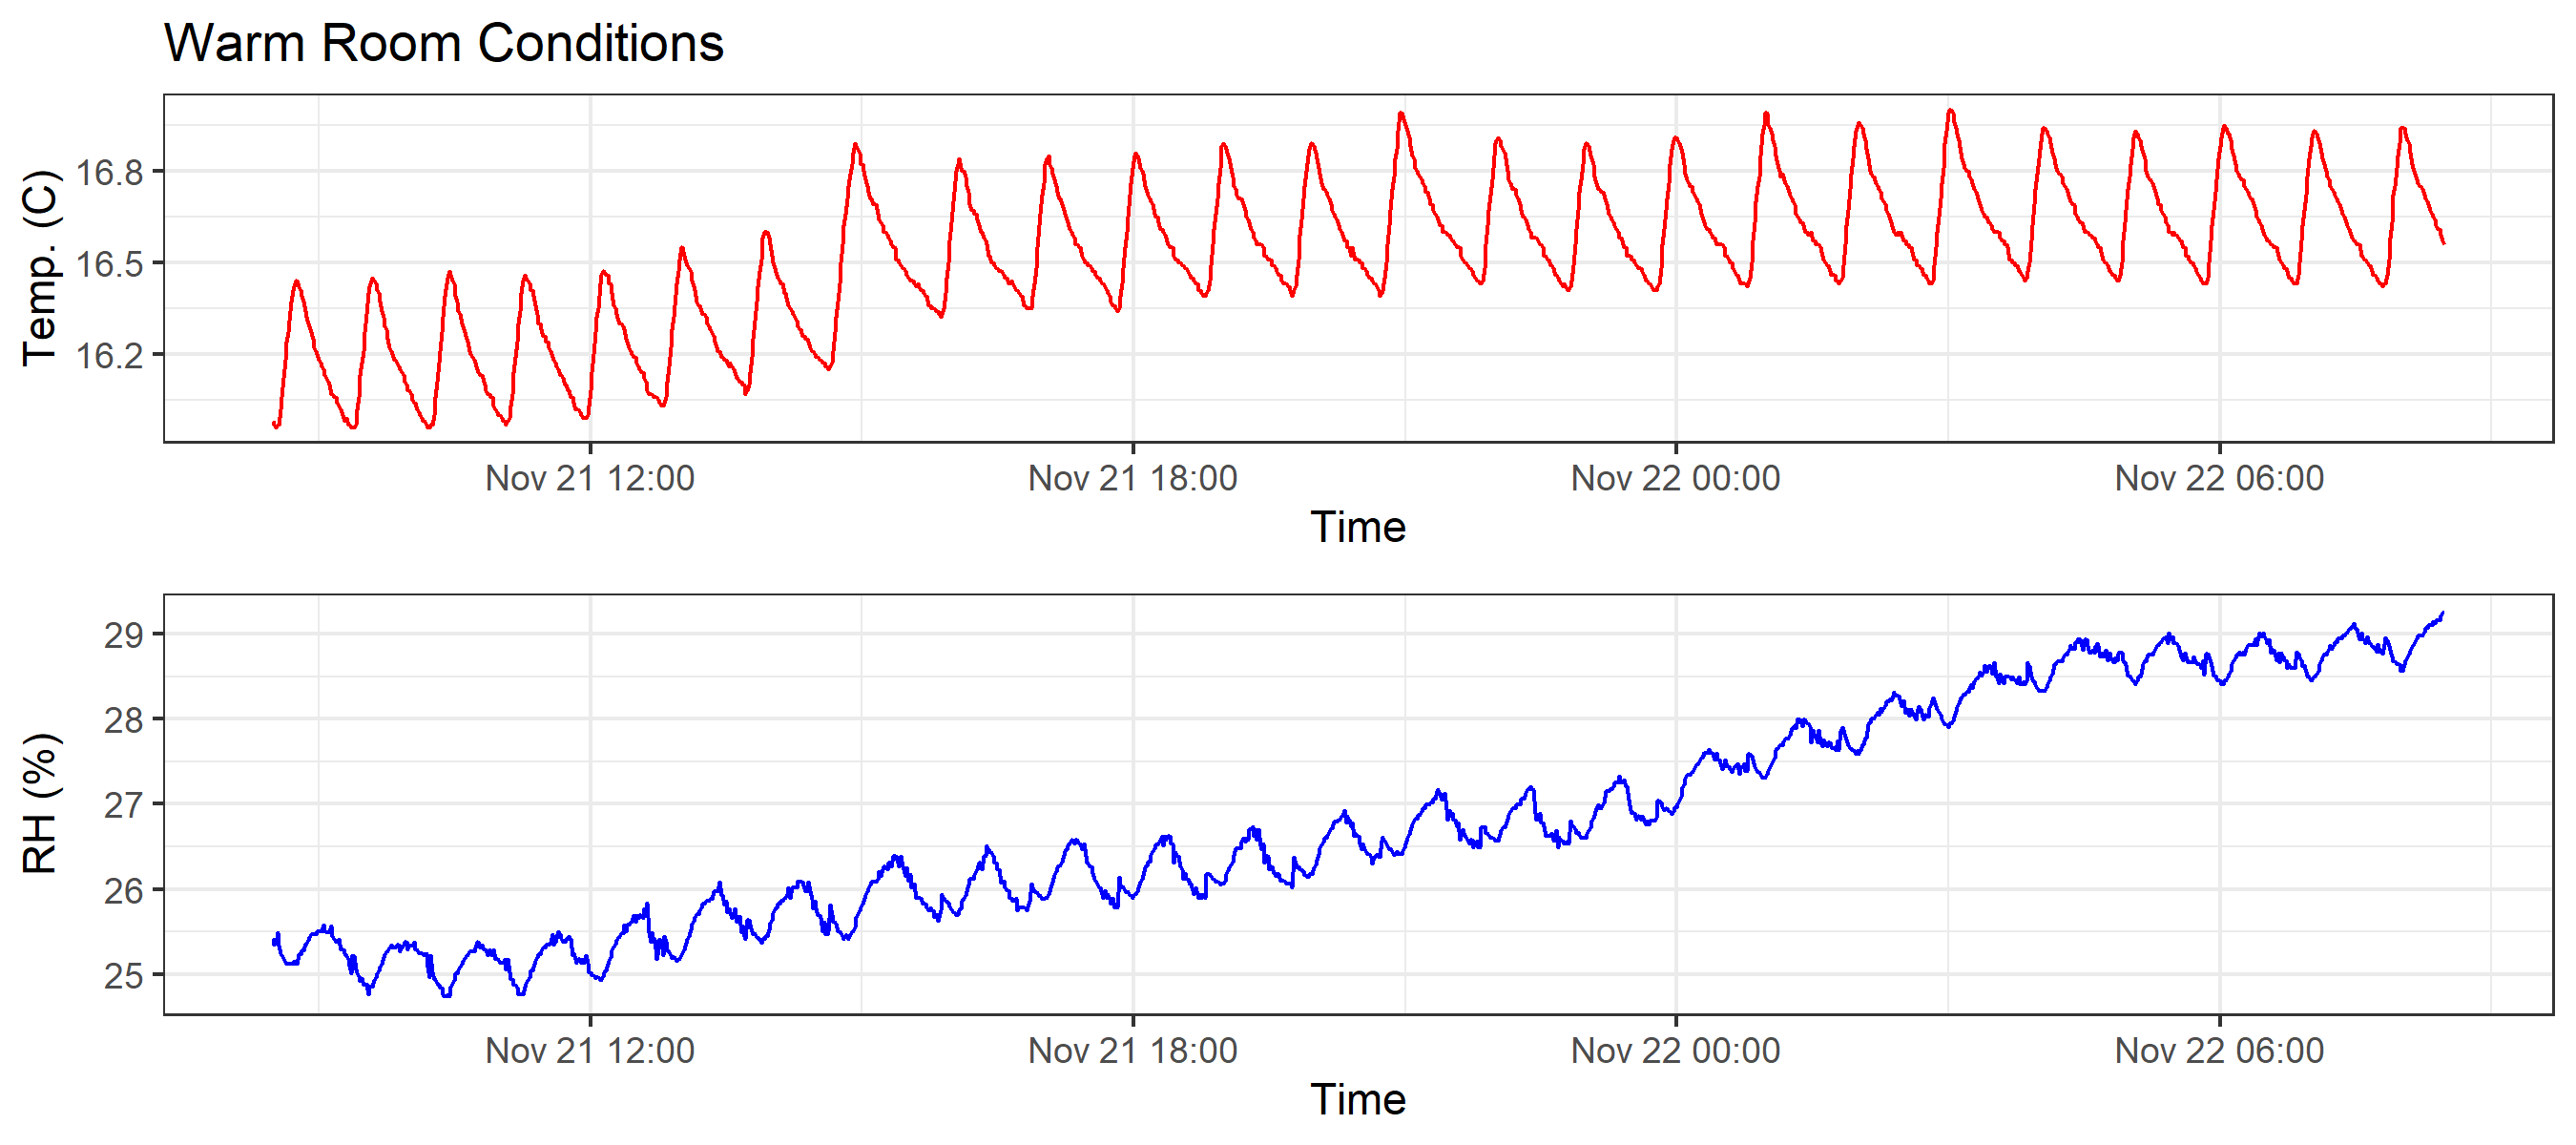 Warm Room Conditions
Temp. (C)
16.8
16.5
16.2
Nov 21 12:00 Nov 21 18:00 Nov 22 00:00 Nov 22 06:00
Time
RH (%)
29
28
27
26
25
Nov 21 12:00 Nov 21 18:00 Nov 22 00:00 Nov 22 06:00
Time